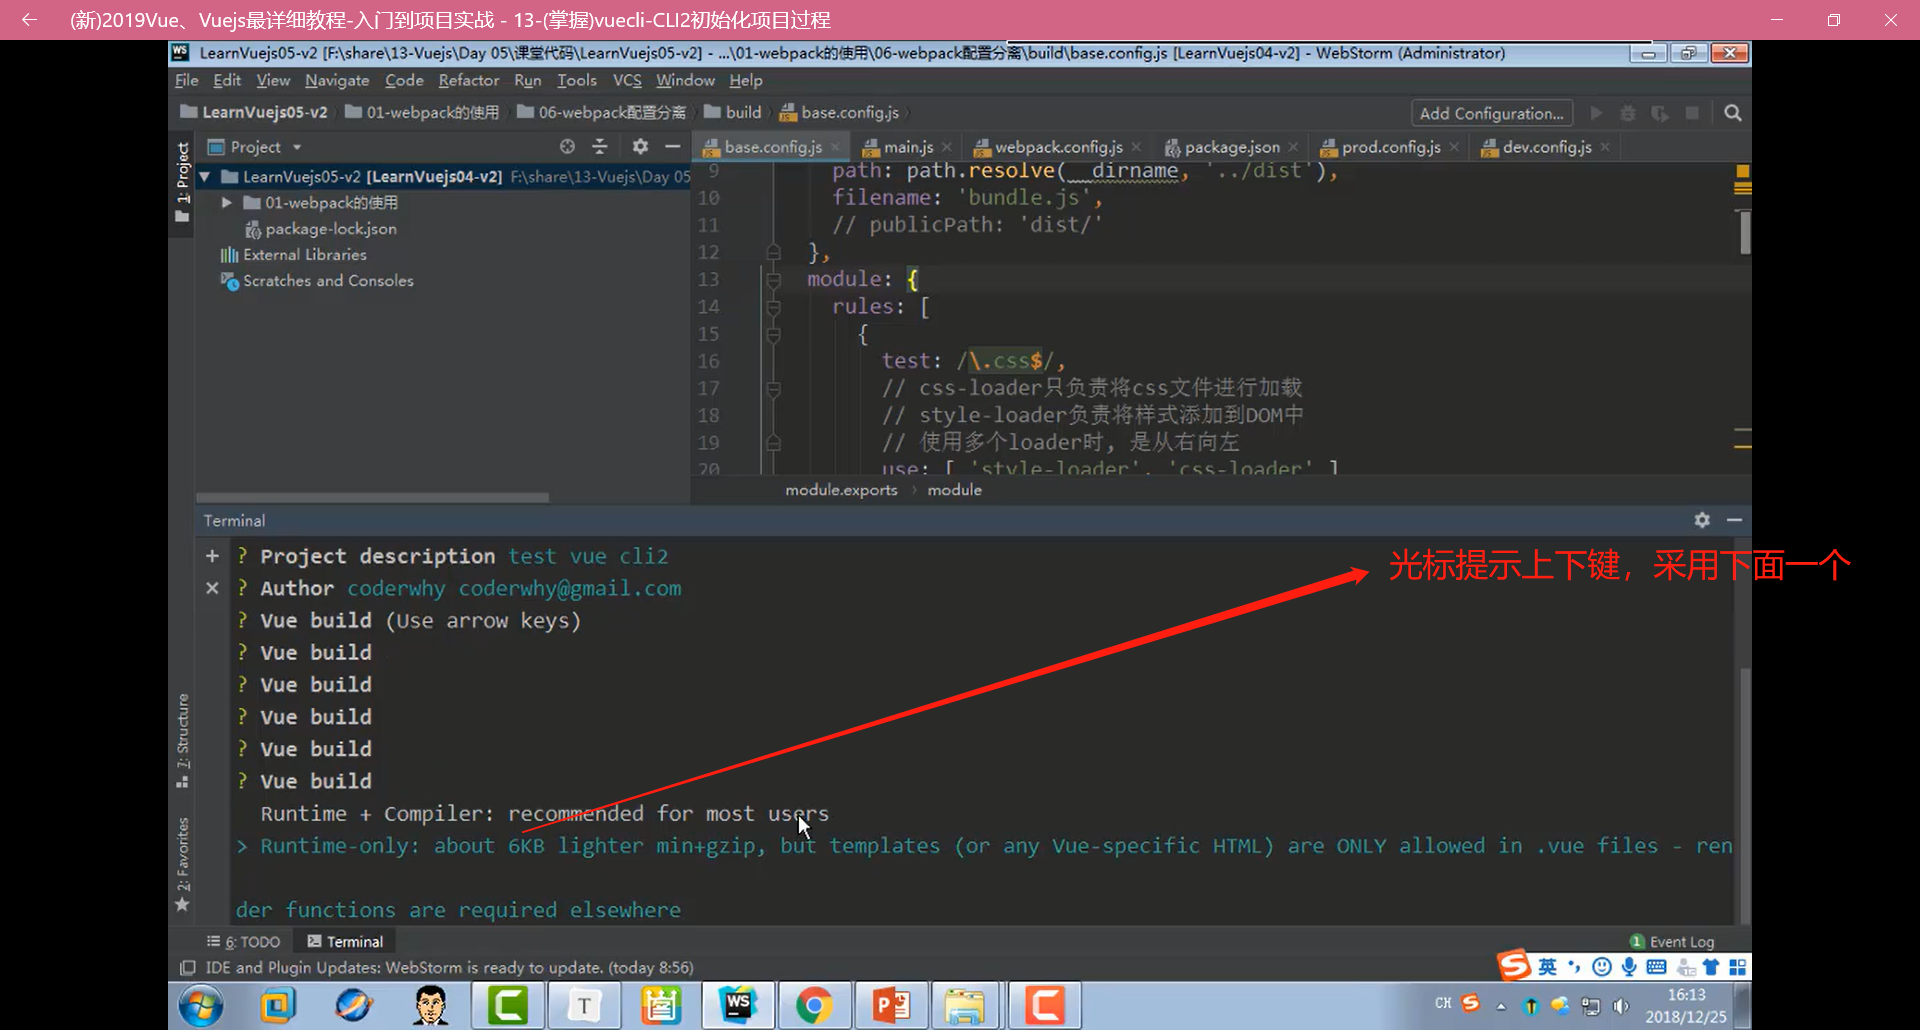 (新)2019Vue、Vuejs最详细教程-入门到项目实战 - 13-(掌握)vuecli-CLI2初始化项目过程
LearnVuejs05-v2 [F:\share\13-Vuejs\Day 05\课堂代码\LearnVuejs05-v2] - ...\01-webpack的使用\06-webpack配置分离\build\base.config.js [LearnVuejs04-v2] - WebStorm (Administrator)
File Edit View Navigate Code Refactor Run Tools VCS Window Help
LearnVuejs05-v2 01-webpack的使用 06-webpack配置分离 build base.config.js Add Configuration...
1: Project
Project
base.config.js main.js webpack.config.js package.json prod.config.js dev.config.js
LearnVuejs05-v2 [LearnVuejs04-v2] F:\share\13-Vuejs\Day 05
01-webpack的使用
package-lock.json
External Libraries
Scratches and Consoles
9 path: path.resolve(__dirname, '../dist'),
10 filename: 'bundle.js',
11 // publicPath: 'dist/'
12 },
13 module: {
14 rules: [
15 {
16 test: /\.css$/,
17 // css-loader只负责将css文件进行加载
18 // style-loader负责将样式添加到DOM中
19 // 使用多个loader时, 是从右向左
20 use: [ 'style-loader', 'css-loader' ]
module.exports module
Terminal
? Project description test vue cli2
? Author coderwhy coderwhy@gmail.com
? Vue build (Use arrow keys)
? Vue build
? Vue build
? Vue build
? Vue build
? Vue build
Runtime + Compiler: recommended for most users
> Runtime-only: about 6KB lighter min+gzip, but templates (or any Vue-specific HTML) are ONLY allowed in .vue files - ren
der functions are required elsewhere
光标提示上下键，采用下面一个
7: Structure
2: Favorites
6: TODO Terminal 1 Event Log
IDE and Plugin Updates: WebStorm is ready to update. (today 8:56)
英
CH
16:13
2018/12/25